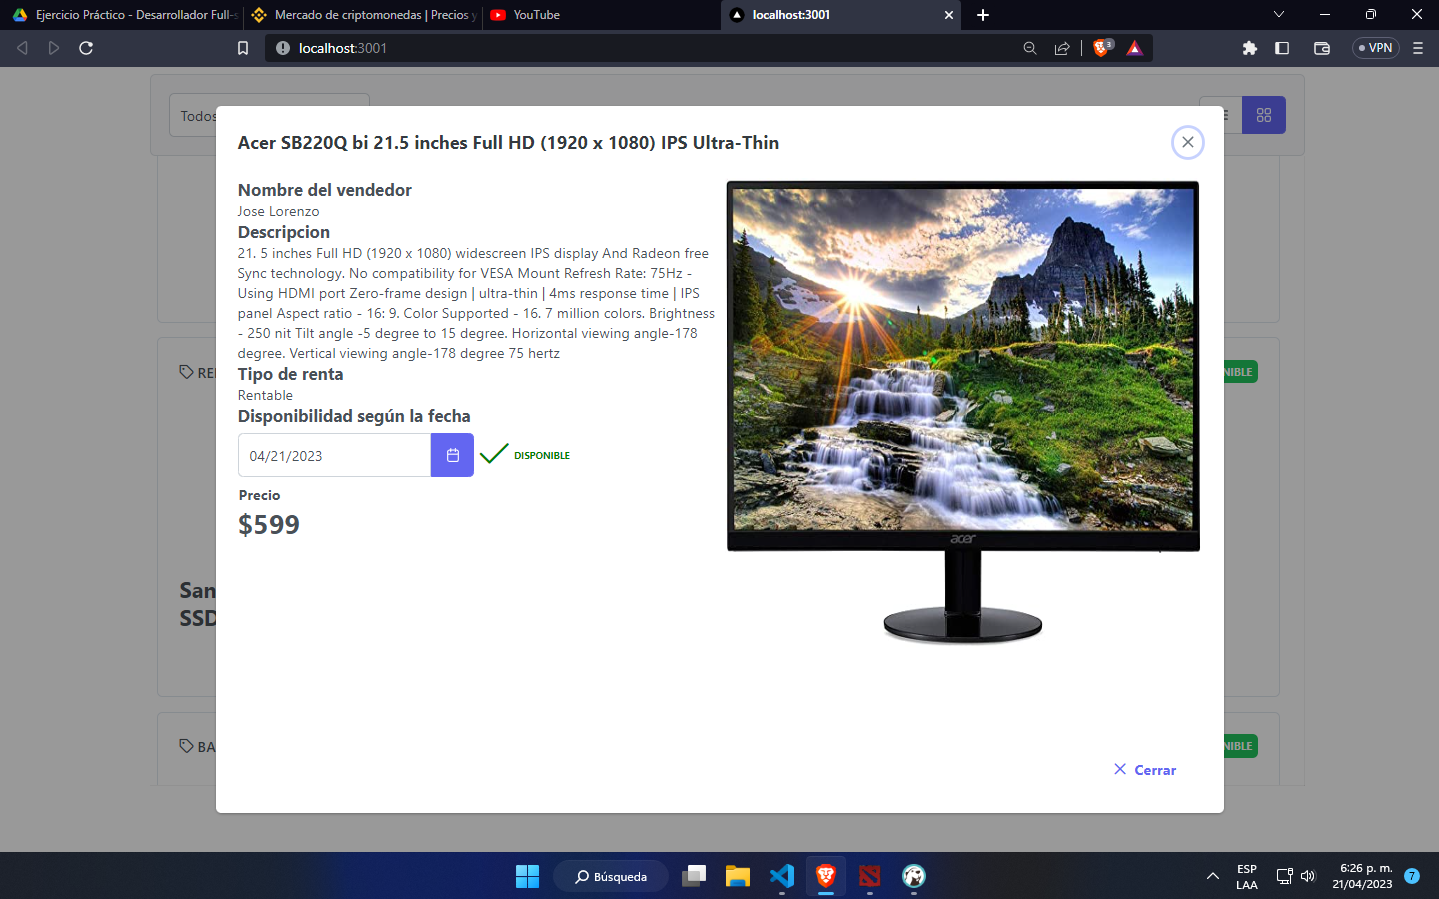 Ejercicio Práctico - Desarrollador Full-s
Mercado de criptomonedas | Precios y
YouTube
localhost:3001
localhost:3001
3
VPN
Todos
Acer SB220Q bi 21.5 inches Full HD (1920 x 1080) IPS Ultra-Thin
Nombre del vendedor
Jose Lorenzo
Descripcion
21. 5 inches Full HD (1920 x 1080) widescreen IPS display And Radeon free
Sync technology. No compatibility for VESA Mount Refresh Rate: 75Hz -
Using HDMI port Zero-frame design | ultra-thin | 4ms response time | IPS
panel Aspect ratio - 16: 9. Color Supported - 16. 7 million colors. Brightness
- 250 nit Tilt angle -5 degree to 15 degree. Horizontal viewing angle-178
degree. Vertical viewing angle-178 degree 75 hertz
Tipo de renta
Rentable
Disponibilidad según la fecha
04/21/2023
DISPONIBLE
Precio
$599
acer
RE
NIBLE
San
SSD
BA
NIBLE
Cerrar
Búsqueda
ESP
LAA
6:26 p. m.
21/04/2023
7